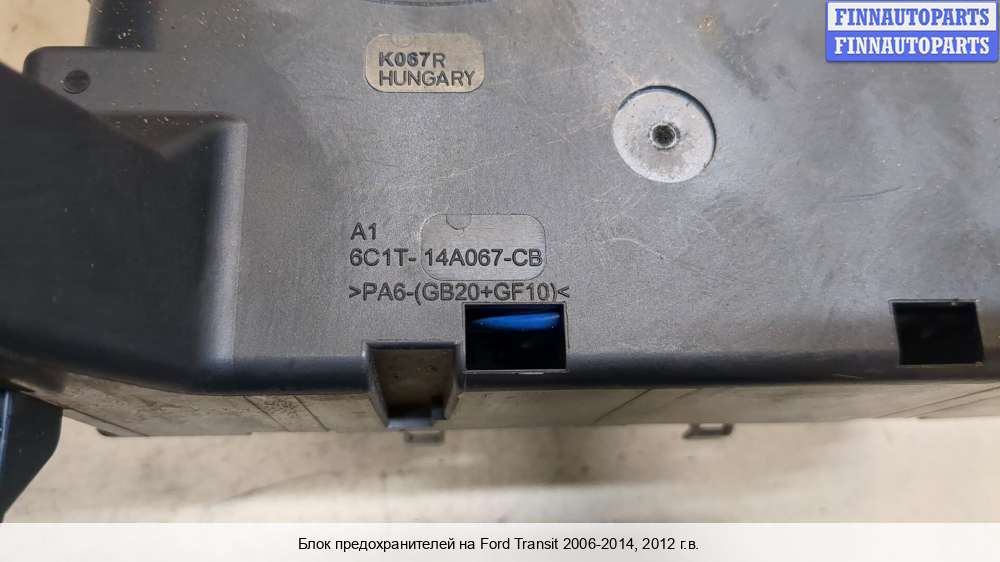 FINNAUTOPARTS
FINNAUTOPARTS
K067R
HUNGARY
A1
6C1T- 14A067-CB
>PA6-(GB20+GF10)<
Блок предохранителей на Ford Transit 2006-2014, 2012 г.в.